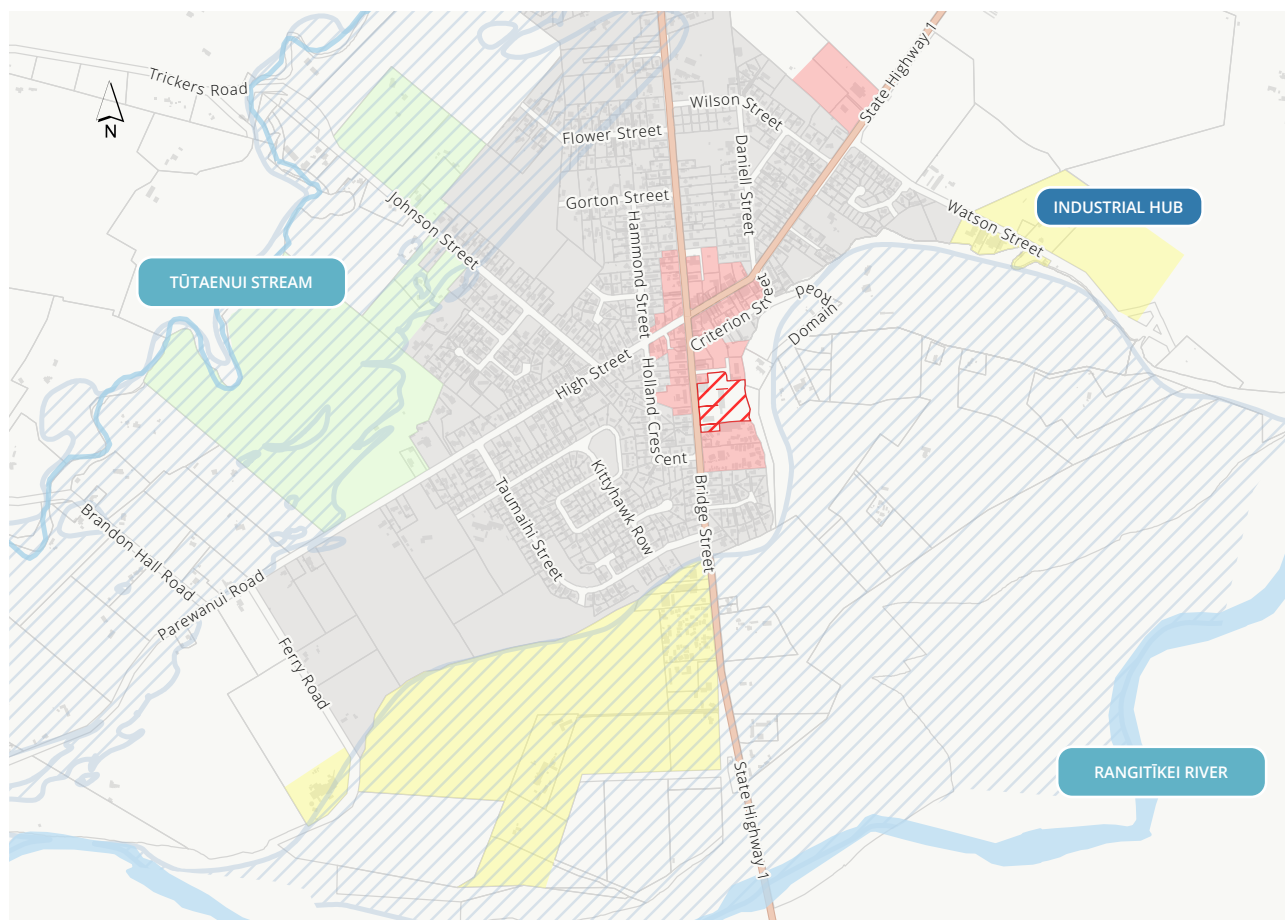 State Highway 1
Trickers Road
N
Wilson Street
Flower Street
Daniell Street
Gorton Street
Johnson Street
Hammond Street
Watson Street
INDUSTRIAL HUB
TŪTAENUI STREAM
Criterion Street
Domain Road
High Street
Holland Crescent
Kittyhawk Row
Taumaihi Street
Bridge Street
Brandon Hall Road
Parewanui Road
Ferry Road
RANGITĪKEI RIVER
State Highway 1